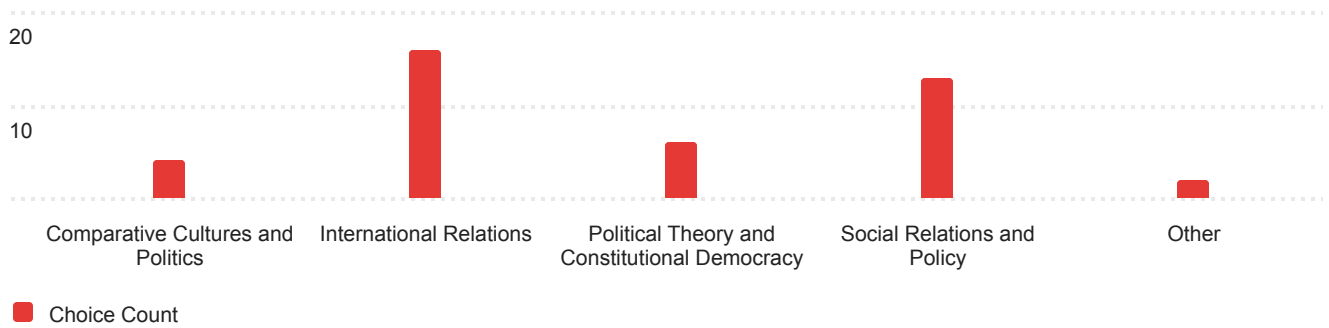 20
10
Comparative Cultures and
Politics
International Relations
Political Theory and
Constitutional Democracy
Social Relations and
Policy
Other
Choice Count